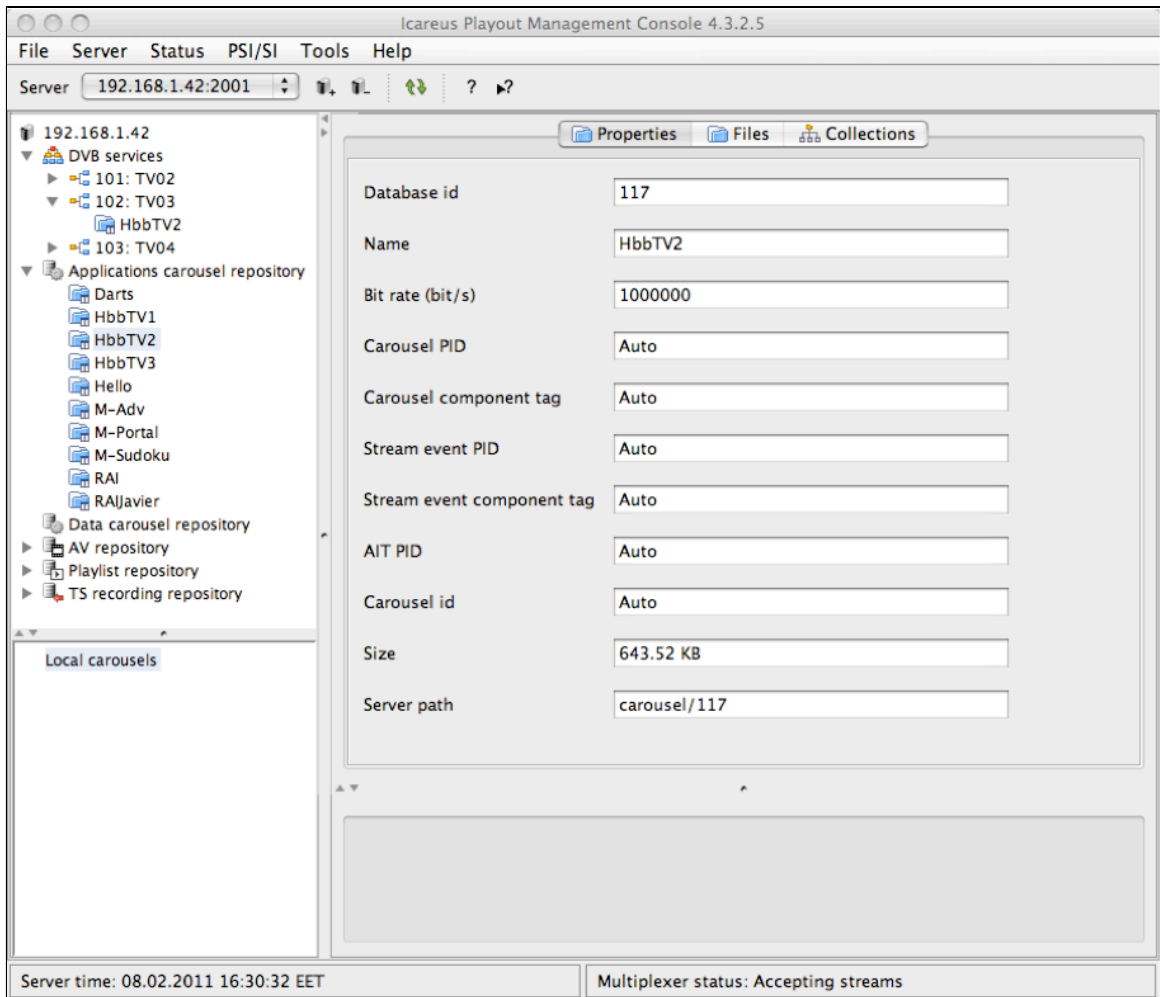 Icareus Playout Management Console 4.3.2.5
File Server Status PSI/SI Tools Help
Server 192.168.1.42:2001 ? ?
192.168.1.42
DVB services
101: TV02
102: TV03
HbbTV2
103: TV04
Applications carousel repository
Darts
HbbTV1
HbbTV2
HbbTV3
Hello
M-Adv
M-Portal
M-Sudoku
RAI
RAIJavier
Data carousel repository
AV repository
Playlist repository
TS recording repository
Local carousels
Properties Files Collections
Database id 117
Name HbbTV2
Bit rate (bit/s) 1000000
Carousel PID Auto
Carousel component tag Auto
Stream event PID Auto
Stream event component tag Auto
AIT PID Auto
Carousel id Auto
Size 643.52 KB
Server path carousel/117
Server time: 08.02.2011 16:30:32 EET
Multiplexer status: Accepting streams